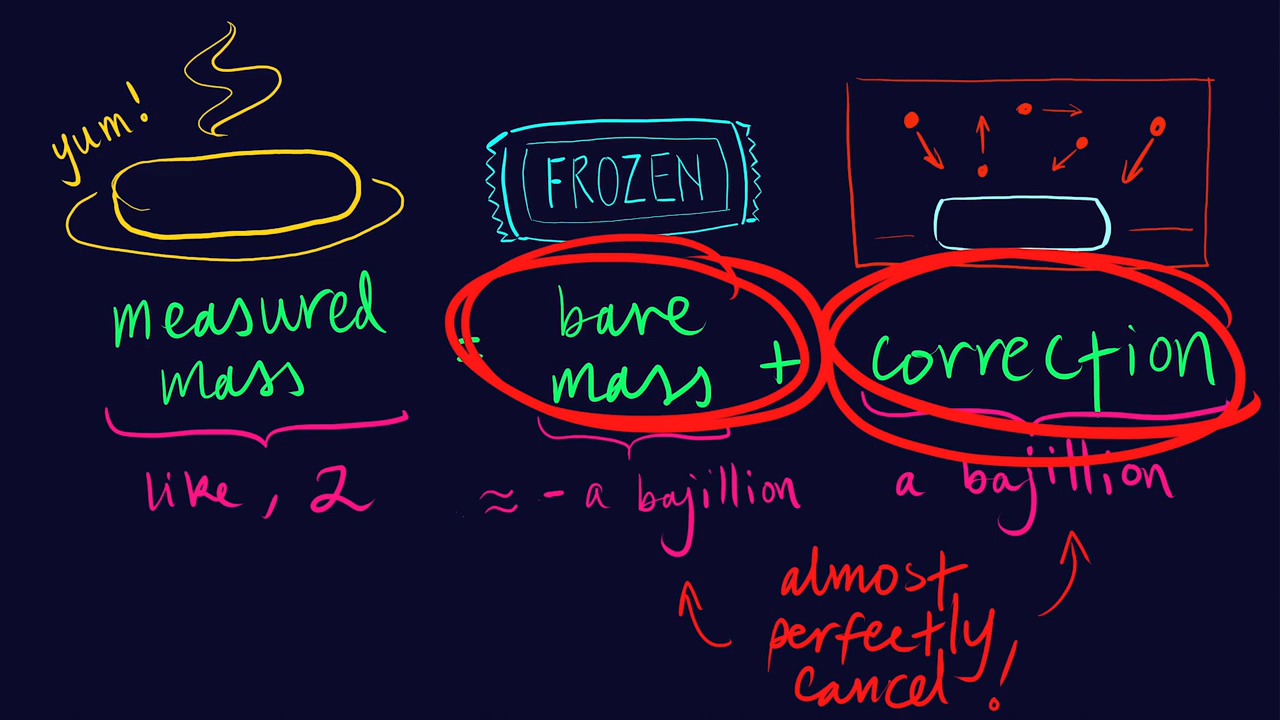 yum!
FROZEN
measured
mass
=
bare
mass
+
correction
like, 2
≈ - a bajillion
a bajillion
almost
perfectly
cancel!